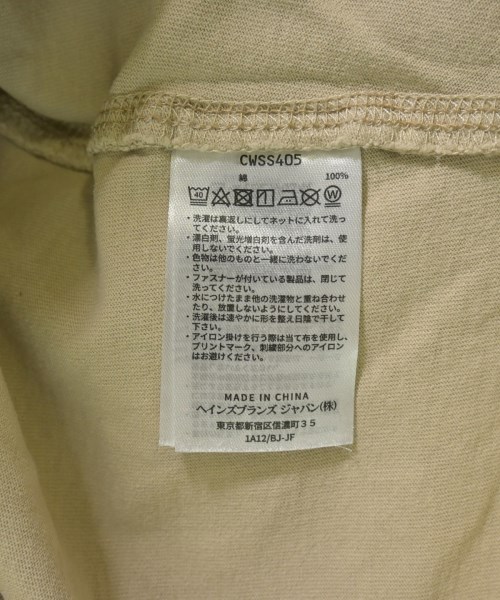 CWSS405
綿 100%
40
・洗濯は裏返しにしてネットに入れて洗っ
てください。
・漂白剤、蛍光増白剤を含んだ洗剤は、使
用しないでください。
・色物は他のものと一緒に洗わないでくだ
さい。
・ファスナーが付いている製品は、閉じて
洗ってください。
・水につけたまま他の洗濯物と重ね合わせ
たり、放置しないようにしてください。
・洗濯後は速やかに形を整え日陰で干して
下さい。
・アイロン掛けを行う際は当て布を使用し、
プリントマーク、刺繍部分へのアイロン
はお避けください。
MADE IN CHINA
ヘインズブランズ ジャパン(株)
東京都新宿区信濃町35
1A12/BJ-JF